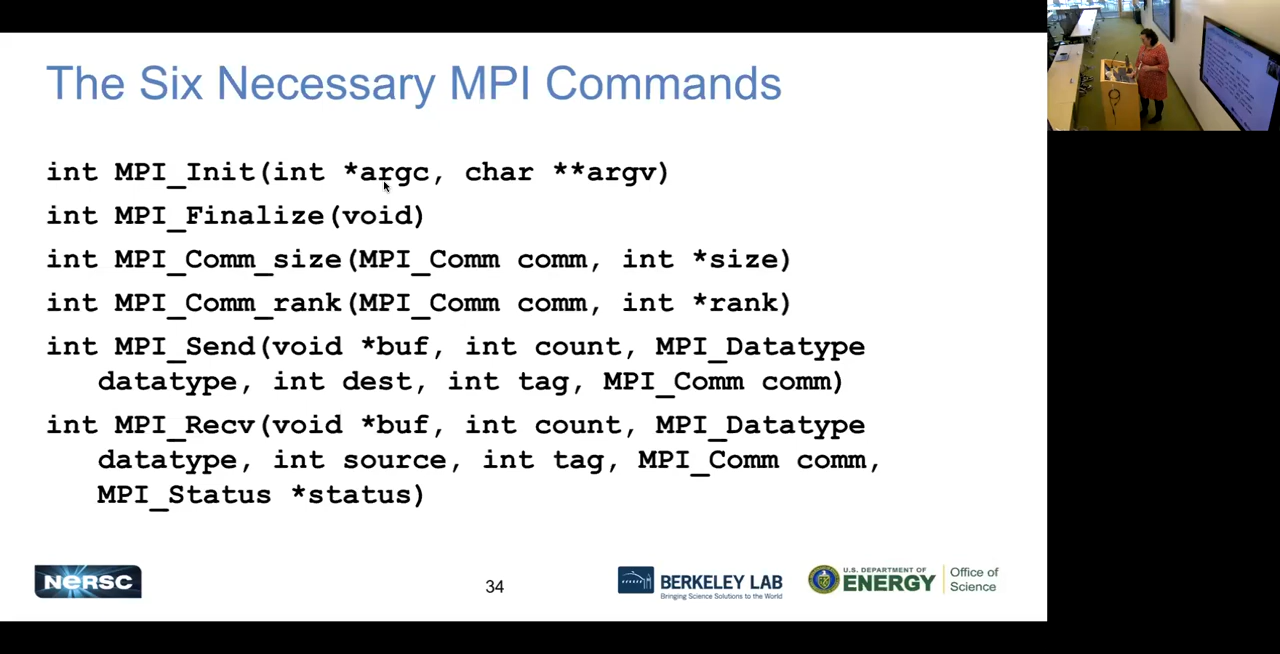 The Six Necessary MPI Commands
int MPI_Init(int *argc, char **argv)
int MPI_Finalize(void)
int MPI_Comm_size(MPI_Comm comm, int *size)
int MPI_Comm_rank(MPI_Comm comm, int *rank)
int MPI_Send(void *buf, int count, MPI_Datatype
datatype, int dest, int tag, MPI_Comm comm)
int MPI_Recv(void *buf, int count, MPI_Datatype
datatype, int source, int tag, MPI_Comm comm,
MPI_Status *status)
NERSC
34
BERKELEY LAB
Bringing Science Solutions to the World
U.S. DEPARTMENT OF
ENERGY
Office of
Science